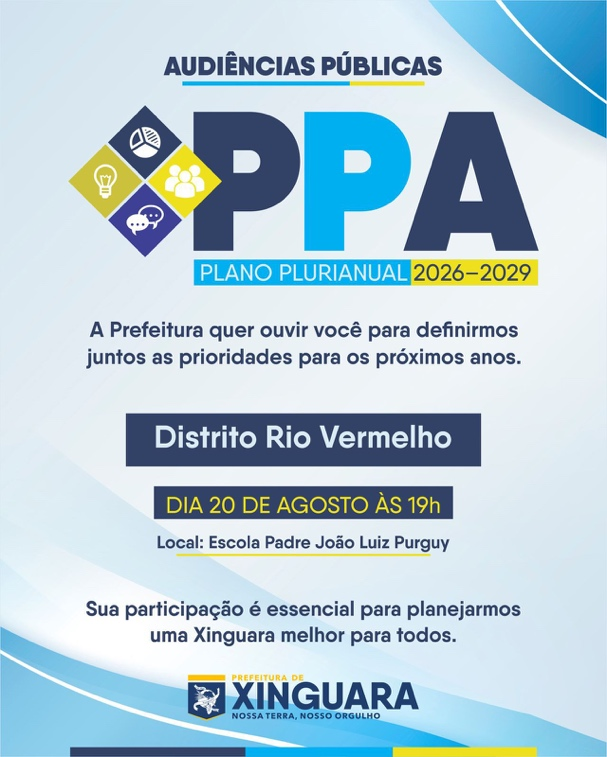 AUDIÊNCIAS PÚBLICAS
PPA
PLANO PLURIANUAL 2026–2029
A Prefeitura quer ouvir você para definirmos
juntos as prioridades para os próximos anos.
Distrito Rio Vermelho
DIA 20 DE AGOSTO ÀS 19h
Local: Escola Padre João Luiz Purguy
Sua participação é essencial para planejarmos
uma Xinguara melhor para todos.
PREFEITURA DE
XINGUARA
NOSSA TERRA, NOSSO ORGULHO